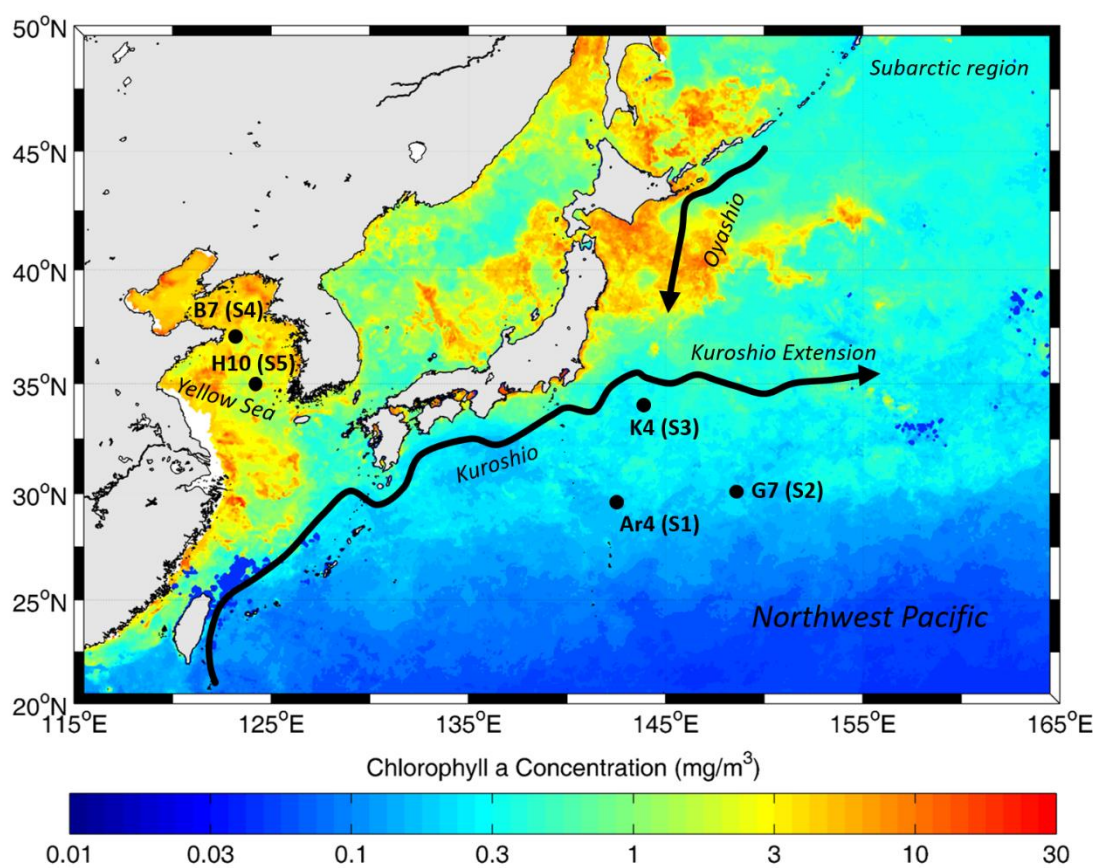 50°N
45°N
40°N
35°N
30°N
25°N
20°N
115°E
125°E
135°E
145°E
155°E
165°E
Subarctic region
Oyashio
B7 (S4)
H10 (S5)
Yellow Sea
Kuroshio Extension
K4 (S3)
Kuroshio
G7 (S2)
Ar4 (S1)
Northwest Pacific
Chlorophyll a Concentration (mg/m³)
0.01 0.03 0.1 0.3 1 3 10 30